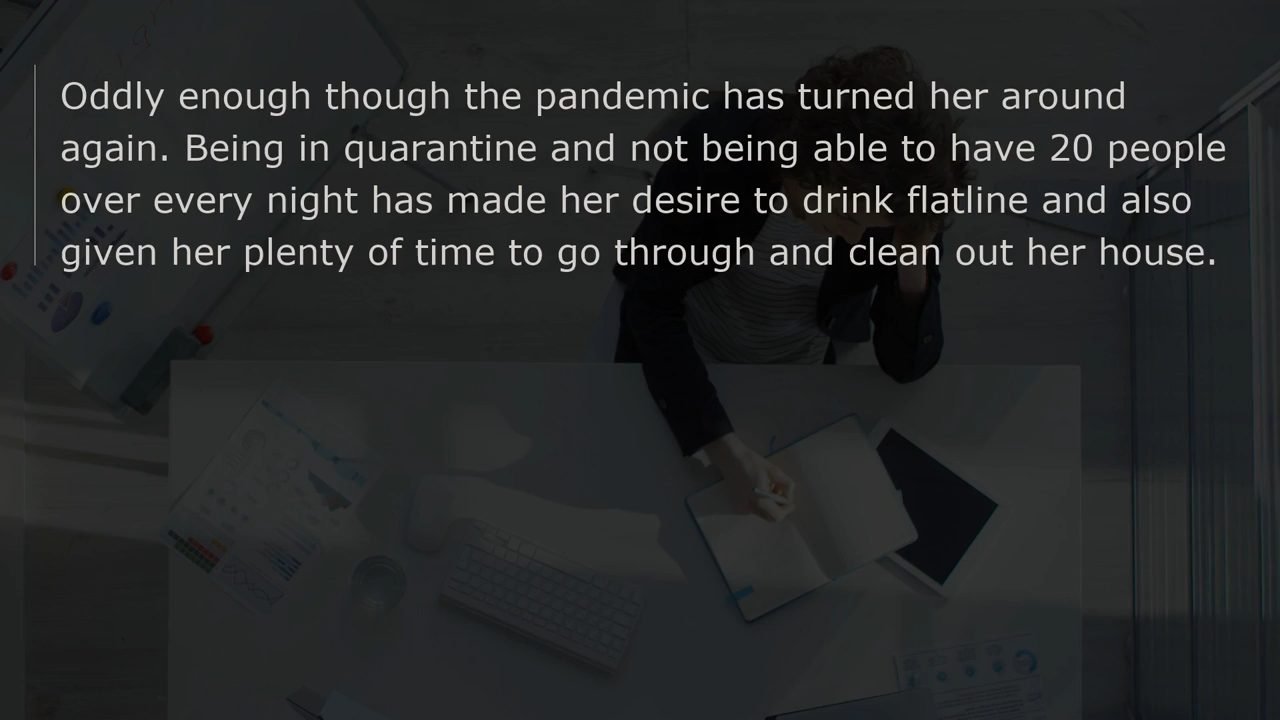 Oddly enough though the pandemic has turned her around
again. Being in quarantine and not being able to have 20 people
over every night has made her desire to drink flatline and also
given her plenty of time to go through and clean out her house.